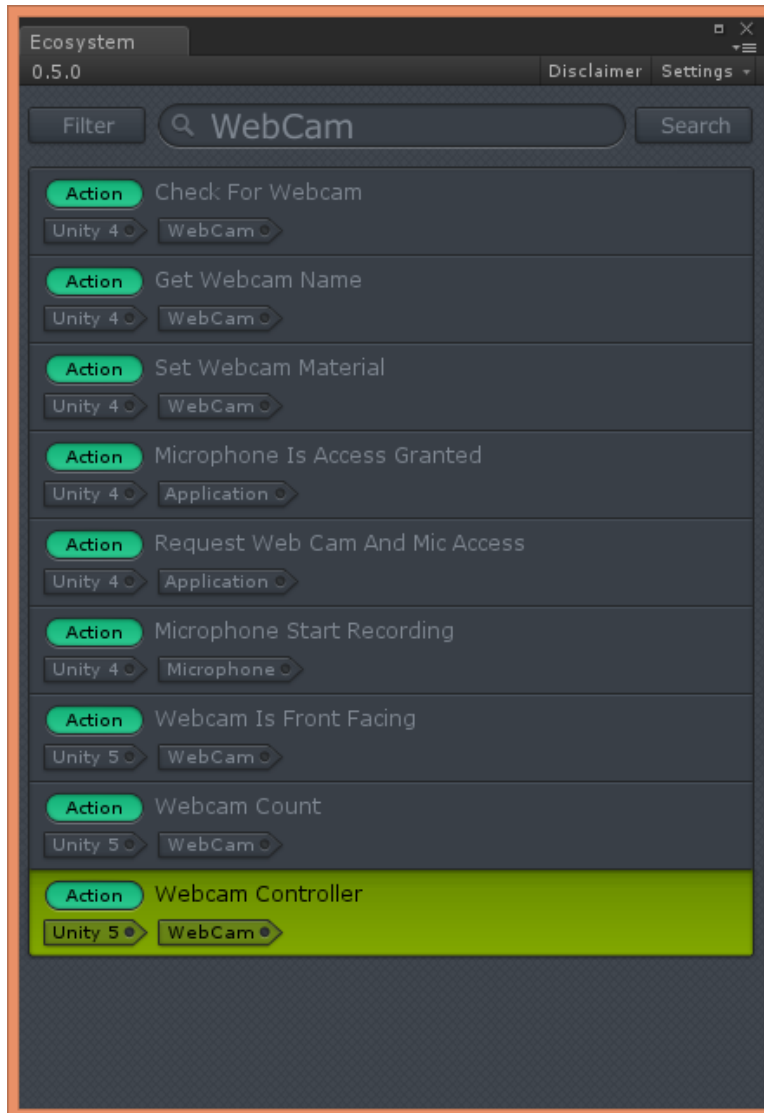 Ecosystem
0.5.0 Disclaimer Settings
Filter WebCam Search
Action Check For Webcam
Unity 4 WebCam
Action Get Webcam Name
Unity 4 WebCam
Action Set Webcam Material
Unity 4 WebCam
Action Microphone Is Access Granted
Unity 4 Application
Action Request Web Cam And Mic Access
Unity 4 Application
Action Microphone Start Recording
Unity 4 Microphone
Action Webcam Is Front Facing
Unity 5 WebCam
Action Webcam Count
Unity 5 WebCam
Action Webcam Controller
Unity 5 WebCam